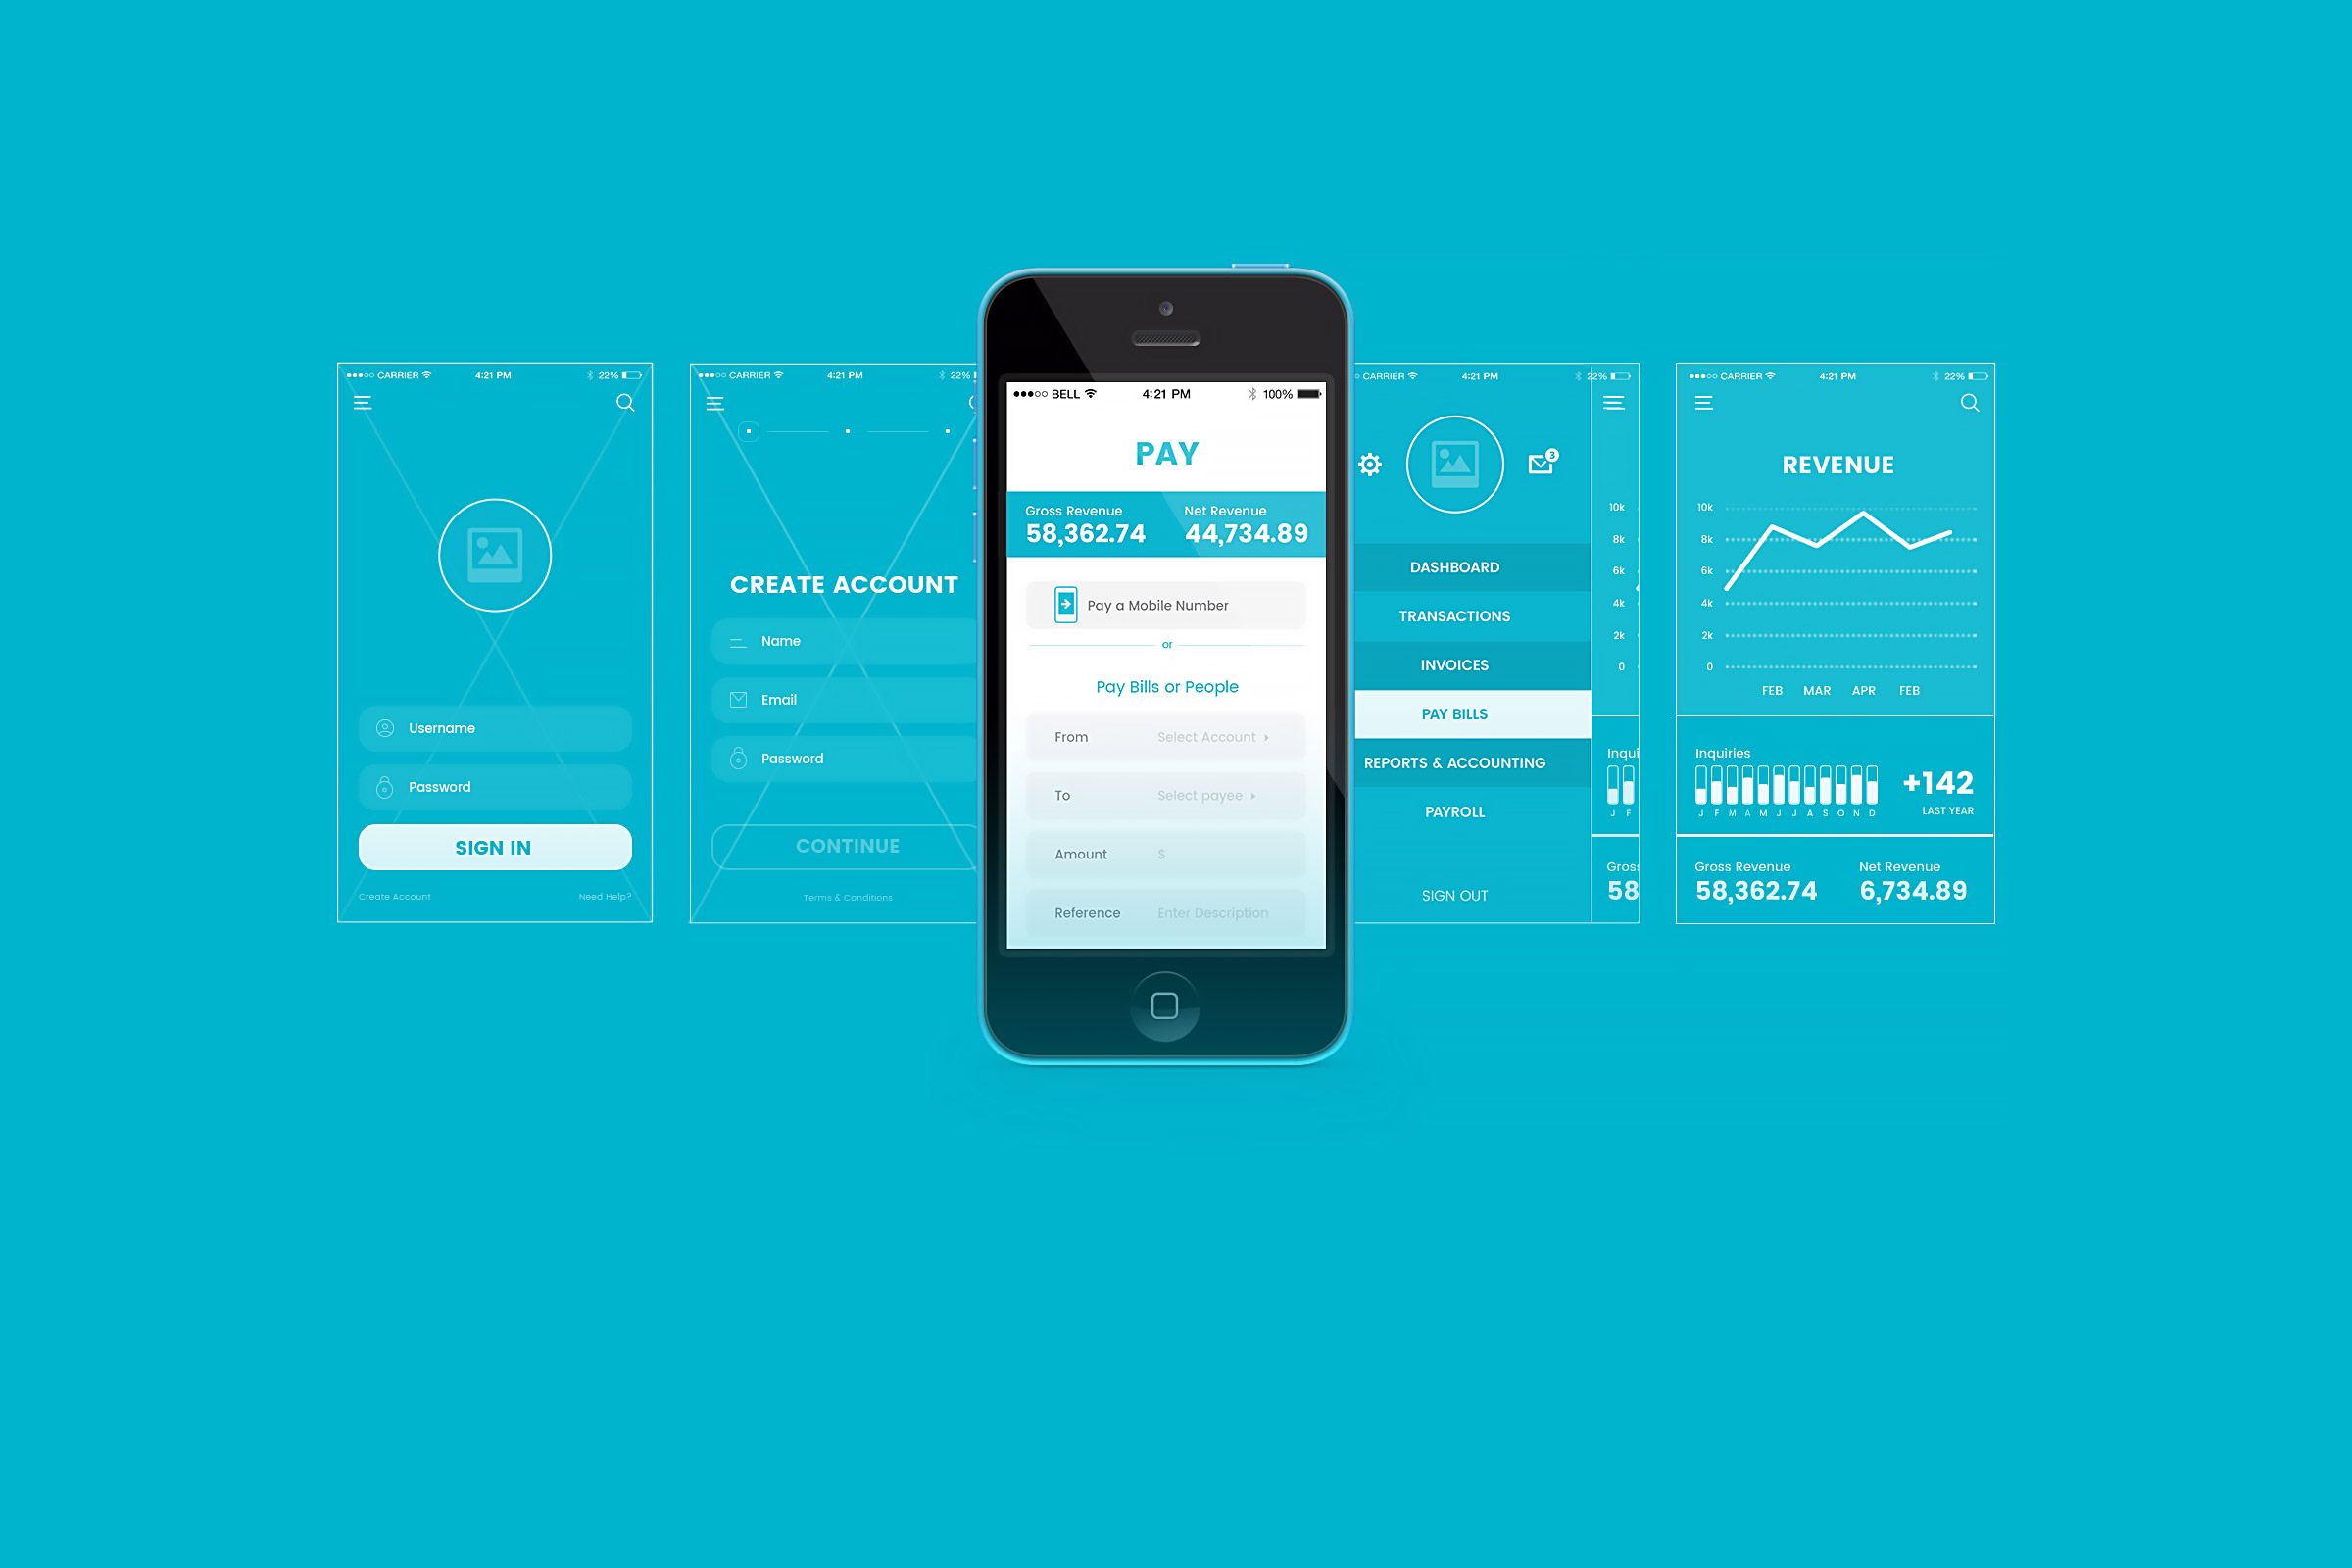 CARRIER 4:21 PM 22%
Username
Password
SIGN IN
Create Account Need Help?
CARRIER 4:21 PM 22%
CREATE ACCOUNT
Name
Email
Password
CONTINUE
Terms & Conditions
BELL 4:21 PM 100%
PAY
Gross Revenue Net Revenue
58,362.74 44,734.89
Pay a Mobile Number
or
Pay Bills or People
From Select Account
To Select payee
Amount $
Reference Enter Description
CARRIER 4:21 PM 22%
3
DASHBOARD
TRANSACTIONS
INVOICES
PAY BILLS
REPORTS & ACCOUNTING
PAYROLL
SIGN OUT
10k
8k
6k
4k
2k
0
Inqui
J F
Gros
58
CARRIER 4:21 PM 22%
REVENUE
10k
8k
6k
4k
2k
0
FEB MAR APR FEB
Inquiries
+142
J F M A M J J A S O N D
LAST YEAR
Gross Revenue Net Revenue
58,362.74 6,734.89